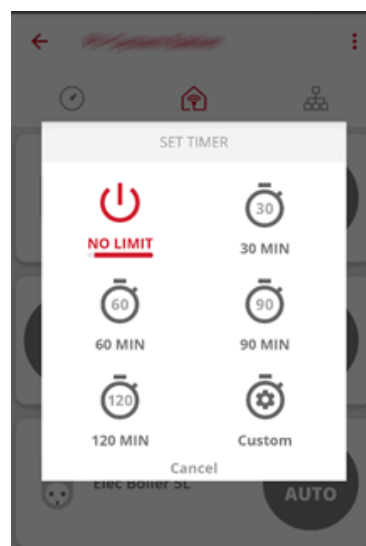 SET TIMER
NO LIMIT
30
30 MIN
60
60 MIN
90
90 MIN
120
120 MIN
Custom
Cancel
Elec Boiler 5L
AUTO